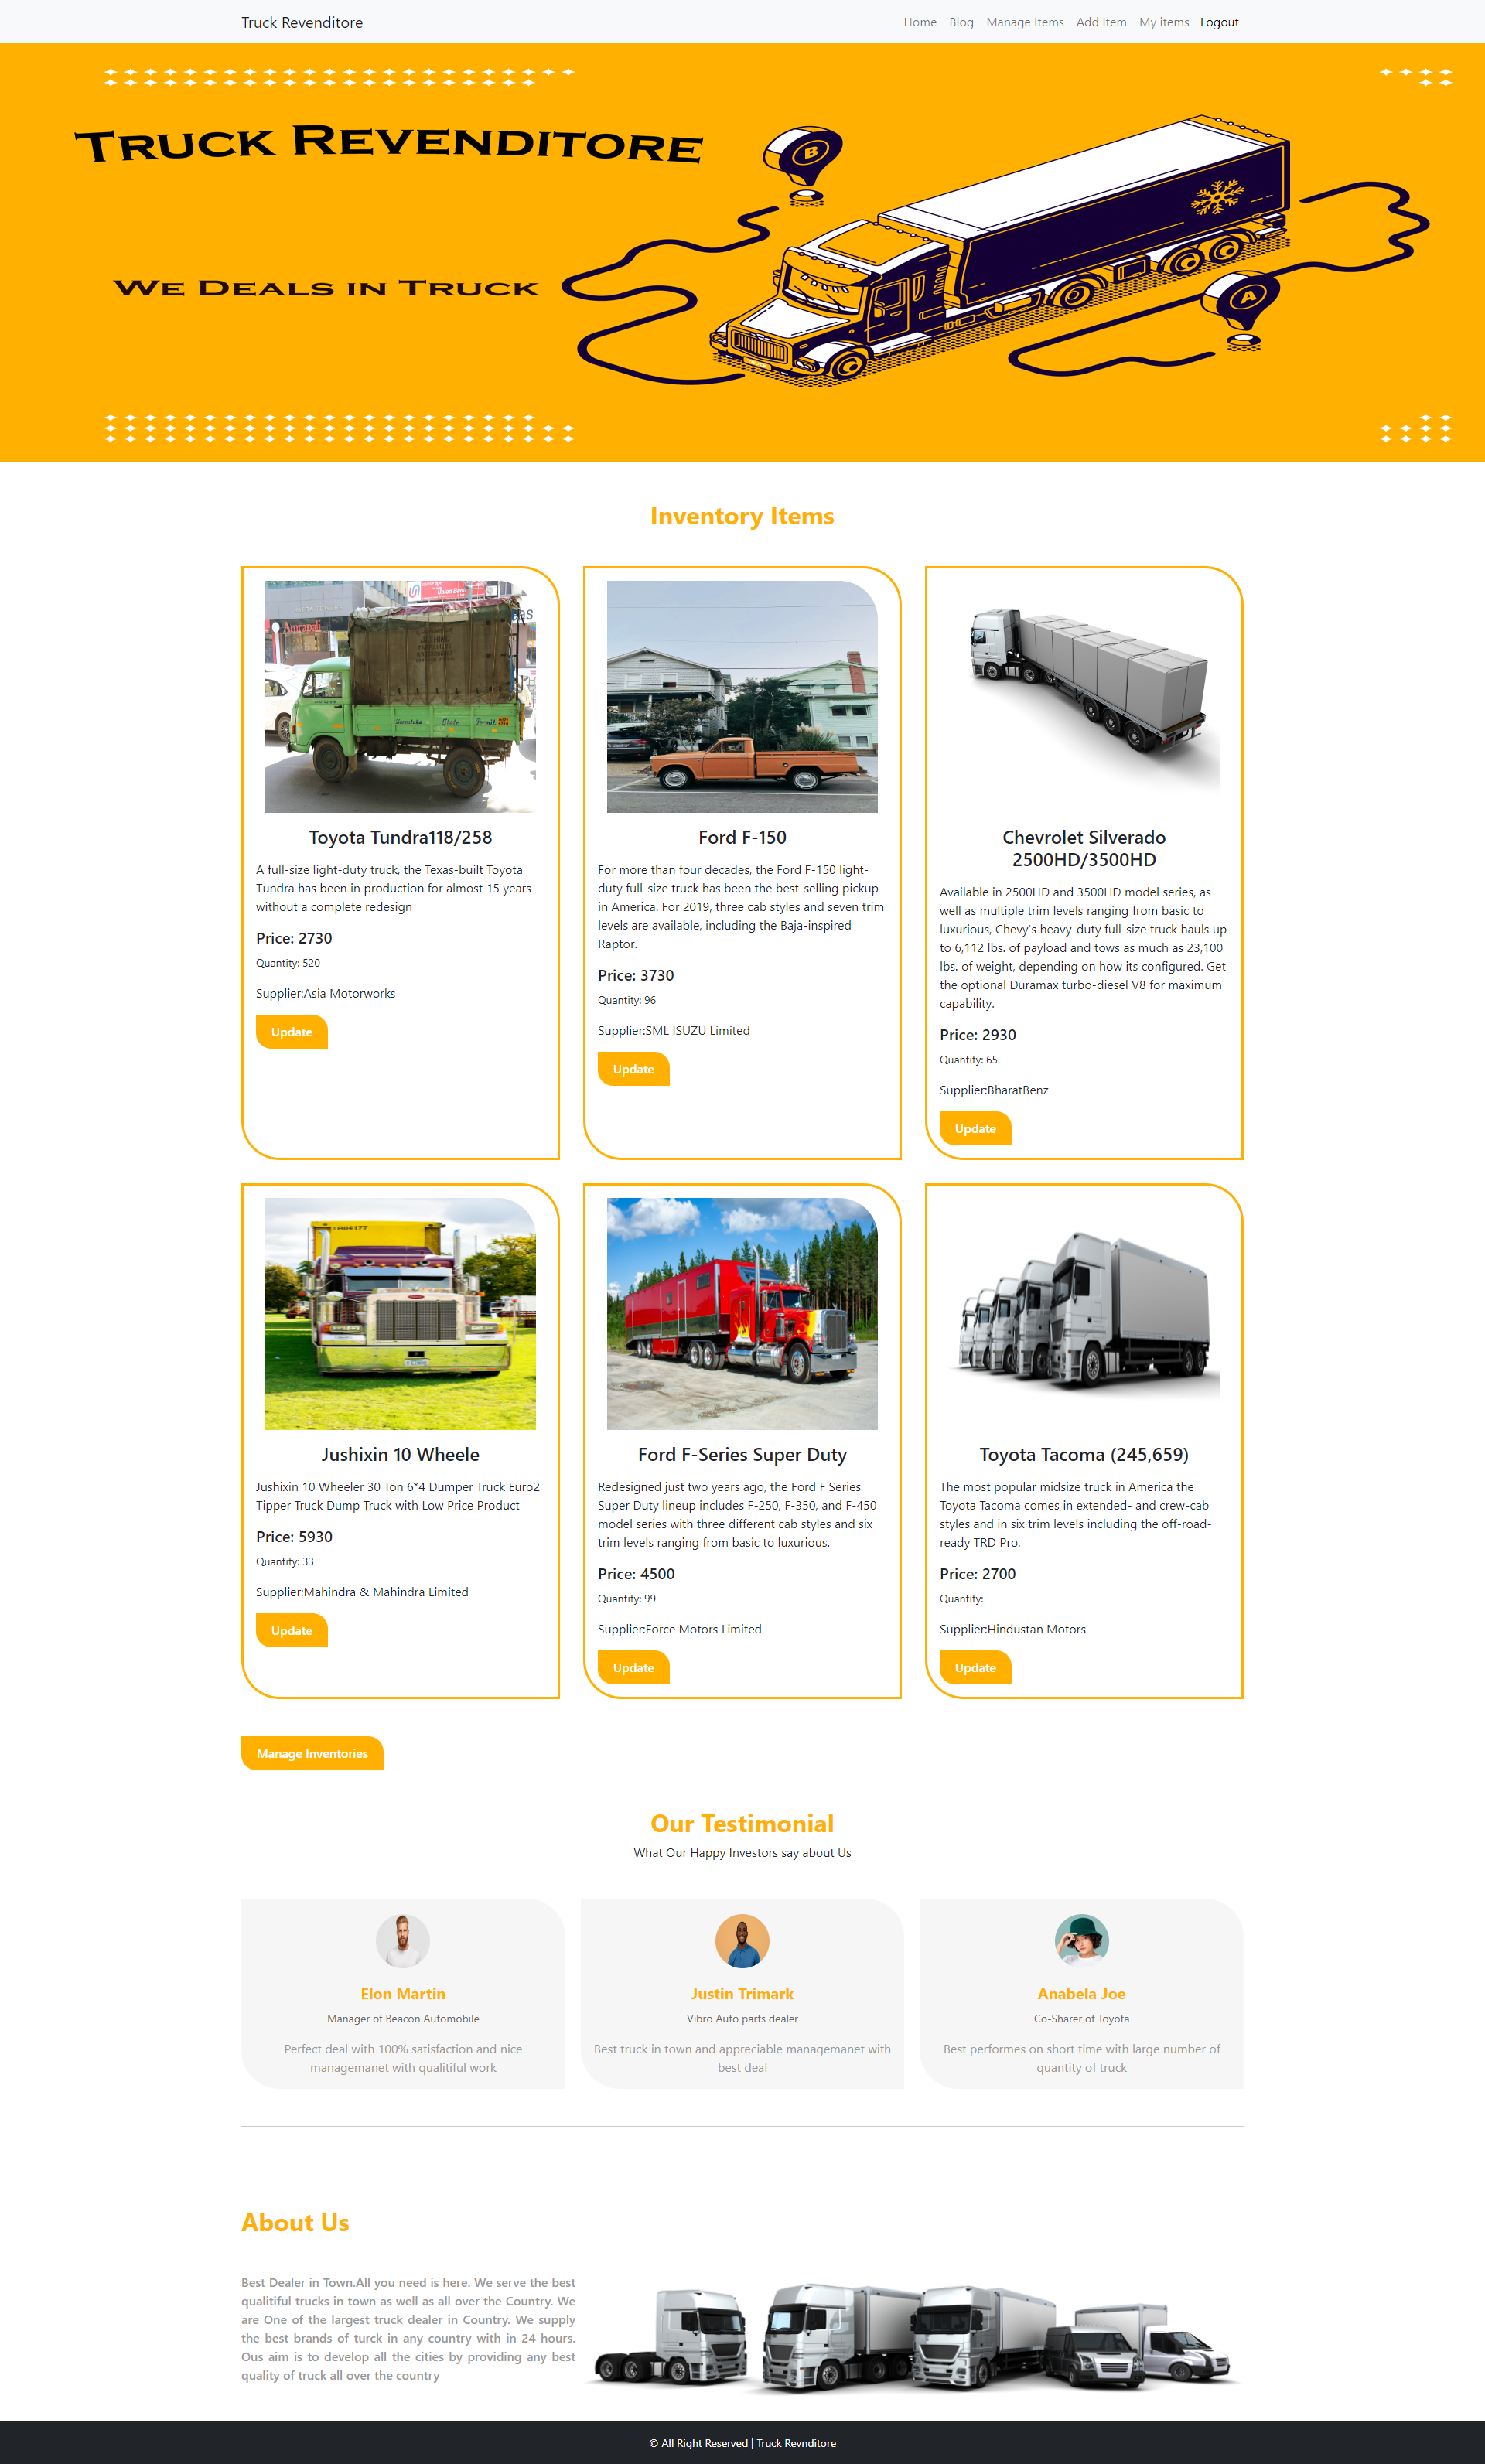 Truck Revenditore
Home Blog Manage Items Add Item My items Logout
Truck Revenditore
We Deals in Truck
B
A
Inventory Items
Union Bank
Amrapali
Karnataka State Permit
Toyota Tundra118/258
A full-size light-duty truck, the Texas-built Toyota
Tundra has been in production for almost 15 years
without a complete redesign
Price: 2730
Quantity: 520
Supplier:Asia Motorworks
Update
Ford F-150
For more than four decades, the Ford F-150 light-
duty full-size truck has been the best-selling pickup
in America. For 2019, three cab styles and seven trim
levels are available, including the Baja-inspired
Raptor.
Price: 3730
Quantity: 96
Supplier:SML ISUZU Limited
Update
Chevrolet Silverado
2500HD/3500HD
Available in 2500HD and 3500HD model series, as
well as multiple trim levels ranging from basic to
luxurious, Chevy's heavy-duty full-size truck hauls up
to 6,112 lbs. of payload and tows as much as 23,100
lbs. of weight, depending on how its configured. Get
the optional Duramax turbo-diesel V8 for maximum
capability.
Price: 2930
Quantity: 65
Supplier:BharatBenz
Update
TR04177
Jushixin 10 Wheele
Jushixin 10 Wheeler 30 Ton 6*4 Dumper Truck Euro2
Tipper Truck Dump Truck with Low Price Product
Price: 5930
Quantity: 33
Supplier:Mahindra & Mahindra Limited
Update
Ford F-Series Super Duty
Redesigned just two years ago, the Ford F Series
Super Duty lineup includes F-250, F-350, and F-450
model series with three different cab styles and six
trim levels ranging from basic to luxurious.
Price: 4500
Quantity: 99
Supplier:Force Motors Limited
Update
Toyota Tacoma (245,659)
The most popular midsize truck in America the
Toyota Tacoma comes in extended- and crew-cab
styles and in six trim levels including the off-road-
ready TRD Pro.
Price: 2700
Quantity:
Supplier:Hindustan Motors
Update
Manage Inventories
Our Testimonial
What Our Happy Investors say about Us
Elon Martin
Manager of Beacon Automobile
Perfect deal with 100% satisfaction and nice
managemanet with qualitiful work
Justin Trimark
Vibro Auto parts dealer
Best truck in town and appreciable managemanet with
best deal
Anabela Joe
Co-Sharer of Toyota
Best performes on short time with large number of
quantity of truck
About Us
Best Dealer in Town.All you need is here. We serve the best
qualitiful trucks in town as well as all over the Country. We
are One of the largest truck dealer in Country. We supply
the best brands of turck in any country with in 24 hours.
Ous aim is to develop all the cities by providing any best
quality of truck all over the country
© All Right Reserved | Truck Revnditore